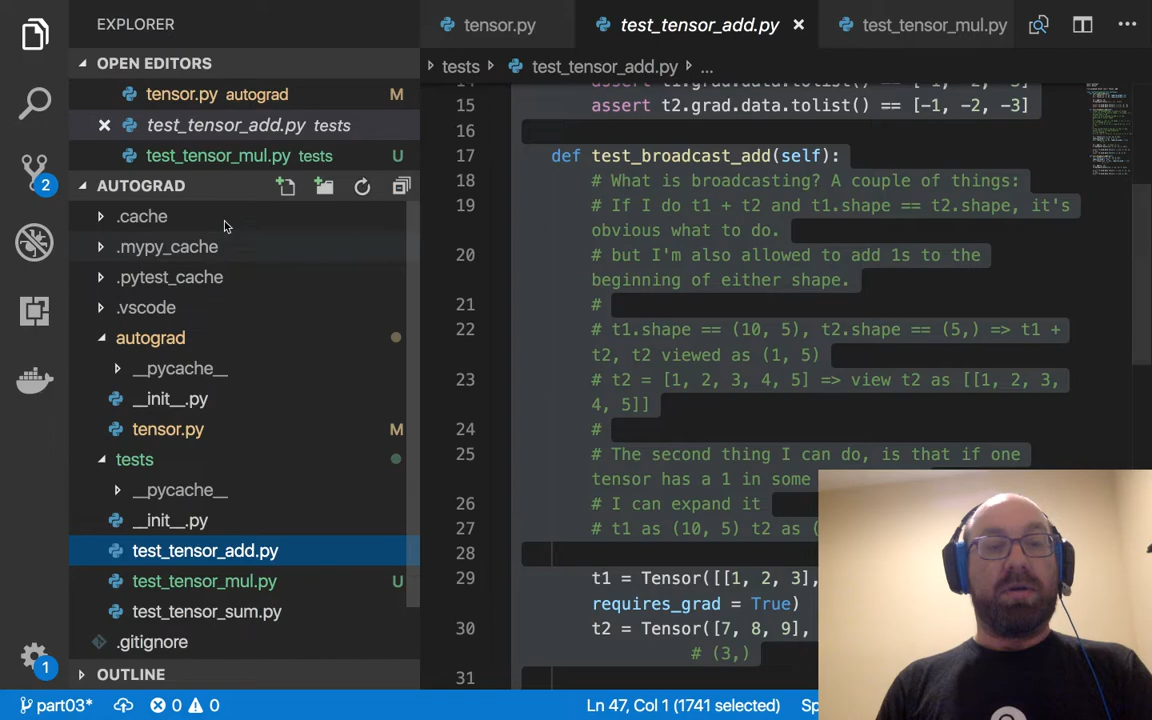 EXPLORER
OPEN EDITORS
tensor.py autograd M
test_tensor_add.py tests
test_tensor_mul.py tests U
2
AUTOGRAD
.cache
.mypy_cache
.pytest_cache
.vscode
autograd
__pycache__
__init__.py
tensor.py M
tests
__pycache__
__init__.py
test_tensor_add.py
test_tensor_mul.py U
test_tensor_sum.py
.gitignore
1
OUTLINE
tensor.py test_tensor_add.py test_tensor_mul.py ...
tests test_tensor_add.py ...
15 assert t2.grad.data.tolist() == [-1, -2, -3]
16
17 def test_broadcast_add(self):
18 # What is broadcasting? A couple of things:
19 # If I do t1 + t2 and t1.shape == t2.shape, it's
obvious what to do.
20 # but I'm also allowed to add 1s to the
beginning of either shape.
21 #
22 # t1.shape == (10, 5), t2.shape == (5,) => t1 +
t2, t2 viewed as (1, 5)
23 # t2 = [1, 2, 3, 4, 5] => view t2 as [[1, 2, 3,
4, 5]]
24 #
25 # The second thing I can do, is that if one
tensor has a 1 in some
26 # I can expand it
27 # t1 as (10, 5) t2 as (
28
29 t1 = Tensor([[1, 2, 3],
requires_grad = True)
30 t2 = Tensor([7, 8, 9],
# (3,)
31
part03* 0 0 Ln 47, Col 1 (1741 selected)